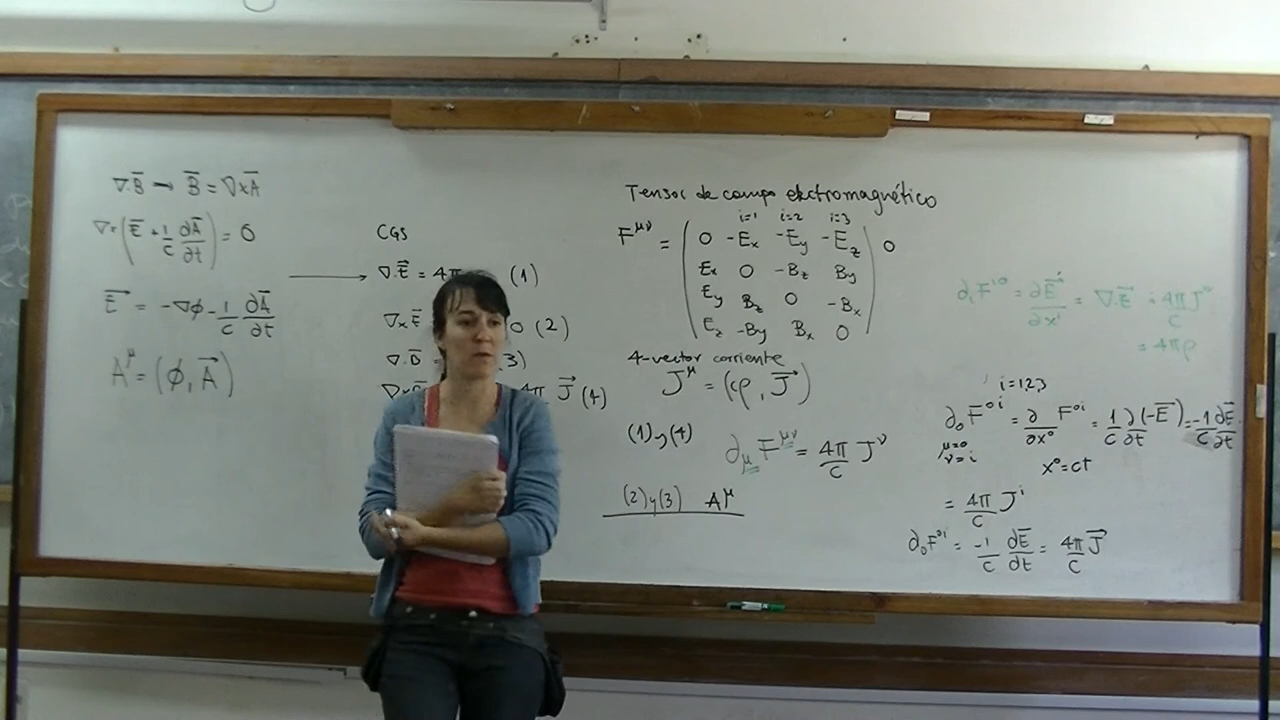 ∇·B̄ → B̄ = ∇×Ā
∇×(Ē + 1/c ∂Ā/∂t) = 0
E⃗ = -∇ϕ - 1/c ∂Ā/∂t
A^μ = (ϕ, A⃗)
CGS
∇·E⃗ = 4π (1)
∇×E⃗ 0 (2)
∇·B̄ = 3)
∇× 4π J⃗ (4)
Tensor de campo electromagnético
i=1 i=2 i=3
F^{μν} = ( 0 -Ex -Ey -Ez ) 0
Ex 0 -Bz By
Ey Bz 0 -Bx
Ez -By Bx 0
4-vector corriente
J^μ = (cρ, J⃗)
(1) y (4) ∂_μ F^{μν} = 4π/c J^ν
(2) y (3) A^μ
∂_i F^{i0} = ∂E^i/∂x^i = ∇·E⃗ = 4π/c J^0
= 4πρ
i=1,2,3
∂_0 F^{0i} = ∂/∂x^0 F^{0i} = 1/c ∂/∂t (-E̅) = -1/c ∂E̅/∂t
μ=0
ν=i
x^0 = ct
= 4π/c J^i
∂_0 F^{0i} = -1/c ∂E̅/∂t = 4π/c J⃗